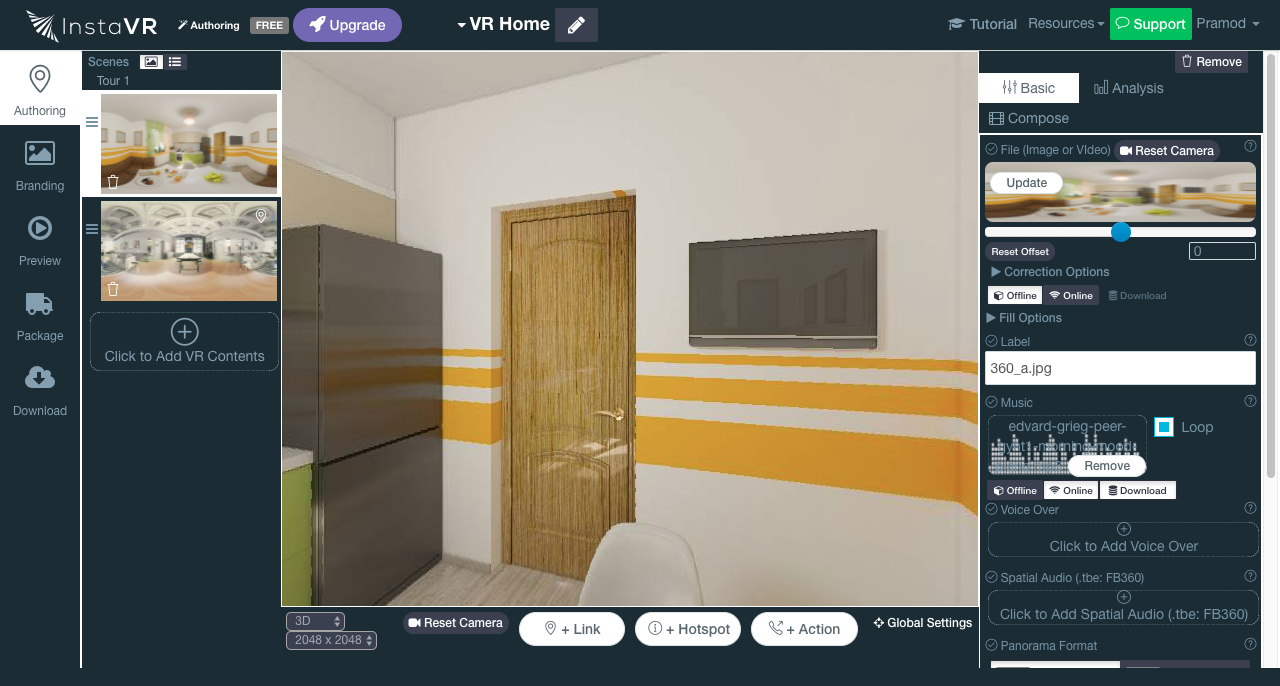 InstaVR
Authoring
FREE
Upgrade
VR Home
Tutorial
Resources
Support
Pramod
Authoring
Branding
Preview
Package
Download
Scenes
Tour 1
Click to Add VR Contents
3D
2048 x 2048
Reset Camera
+ Link
+ Hotspot
+ Action
Global Settings
Remove
Basic
Analysis
Compose
File (Image or VIdeo)
Reset Camera
Update
Reset Offset
0
Correction Options
Offline
Online
Download
Fill Options
Label
360_a.jpg
Music
edvard-grieg-peer-
Loop
Remove
Offline
Online
Download
Voice Over
Click to Add Voice Over
Spatial Audio (.tbe: FB360)
Click to Add Spatial Audio (.tbe: FB360)
Panorama Format